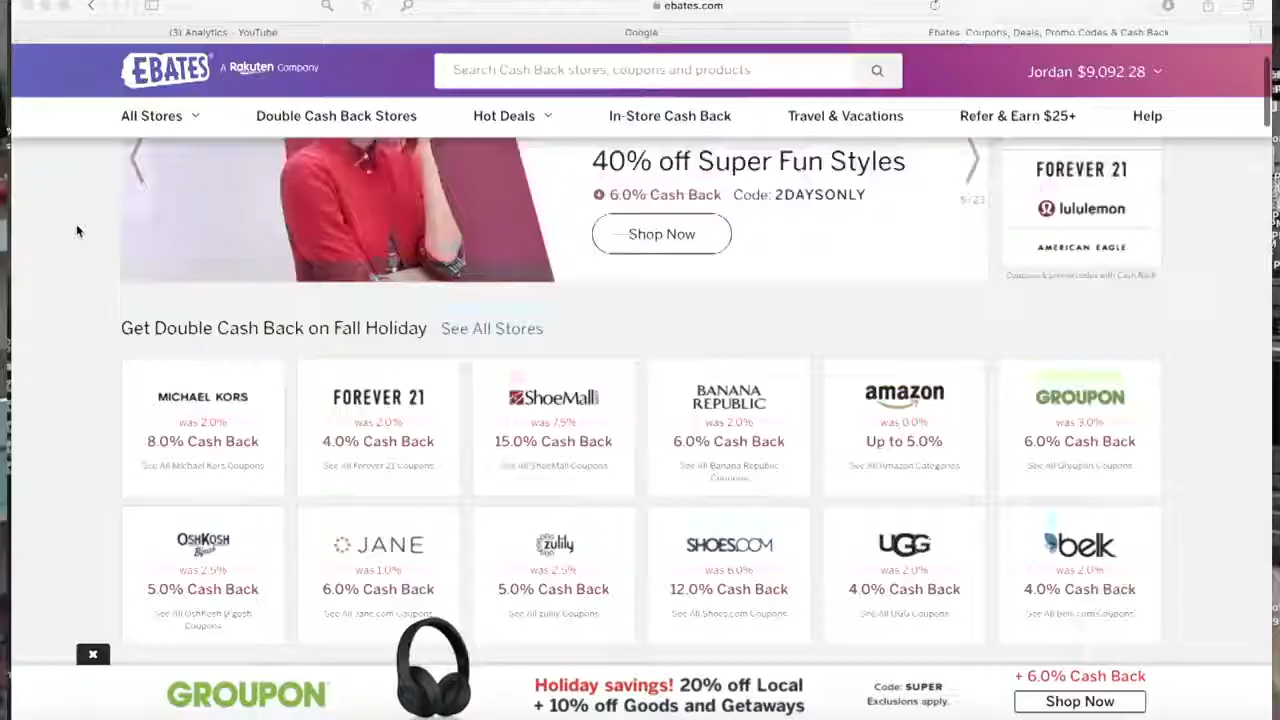 ebates.com
(3) Analytics - YouTube
Google
Ebates: Coupons, Deals, Promo Codes & Cash Back
EBATES A Rakuten Company
Search Cash Back stores, coupons and products
Jordan $9,092.28
All Stores
Double Cash Back Stores
Hot Deals
In-Store Cash Back
Travel & Vacations
Refer & Earn $25+
Help
40% off Super Fun Styles
6.0% Cash Back Code: 2DAYSONLY
Shop Now
5/23
FOREVER 21
lululemon
AMERICAN EAGLE
Coupons & promo codes with Cash Back
Get Double Cash Back on Fall Holiday See All Stores
MICHAEL KORS
was 2.0%
8.0% Cash Back
See All Michael Kors Coupons
FOREVER 21
was 2.0%
4.0% Cash Back
See All Forever 21 Coupons
ShoeMall
was 7.5%
15.0% Cash Back
See All ShoeMall Coupons
BANANA
REPUBLIC
was 2.0%
6.0% Cash Back
See All Banana Republic
Coupons
amazon
was 0.0%
Up to 5.0%
See All Amazon Categories
GROUPON
was 3.0%
6.0% Cash Back
See All Groupon Coupons
OSHKOSH
B'gosh
was 2.5%
5.0% Cash Back
See All OshKosh B'gosh
Coupons
JANE
was 1.0%
6.0% Cash Back
See All Jane.com Coupons
zulily
was 2.5%
5.0% Cash Back
See All zulily Coupons
SHOES.COM
was 6.0%
12.0% Cash Back
See All Shoes.com Coupons
UGG
was 2.0%
4.0% Cash Back
See All UGG Coupons
belk
was 2.0%
4.0% Cash Back
See All belk.com Coupons
GROUPON
Holiday savings! 20% off Local
+ 10% off Goods and Getaways
Code: SUPER
Exclusions apply.
+ 6.0% Cash Back
Shop Now